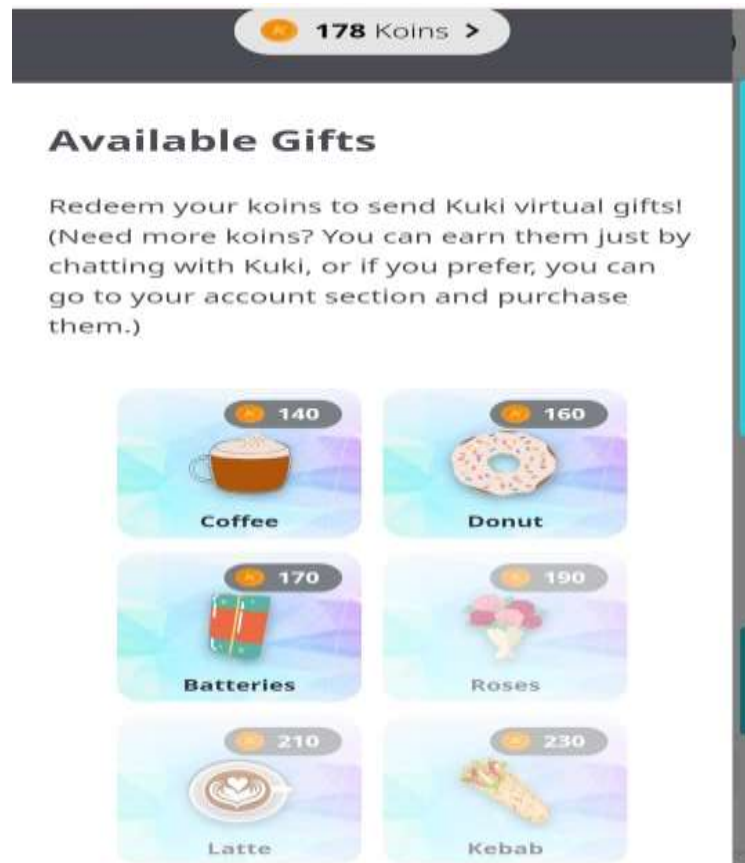 178 Koins >
Available Gifts
Redeem your koins to send Kuki virtual gifts!
(Need more koins? You can earn them just by
chatting with Kuki, or if you prefer, you can
go to your account section and purchase
them.)
140
160
Coffee
Donut
170
190
Batteries
Roses
210
230
Latte
Kebab